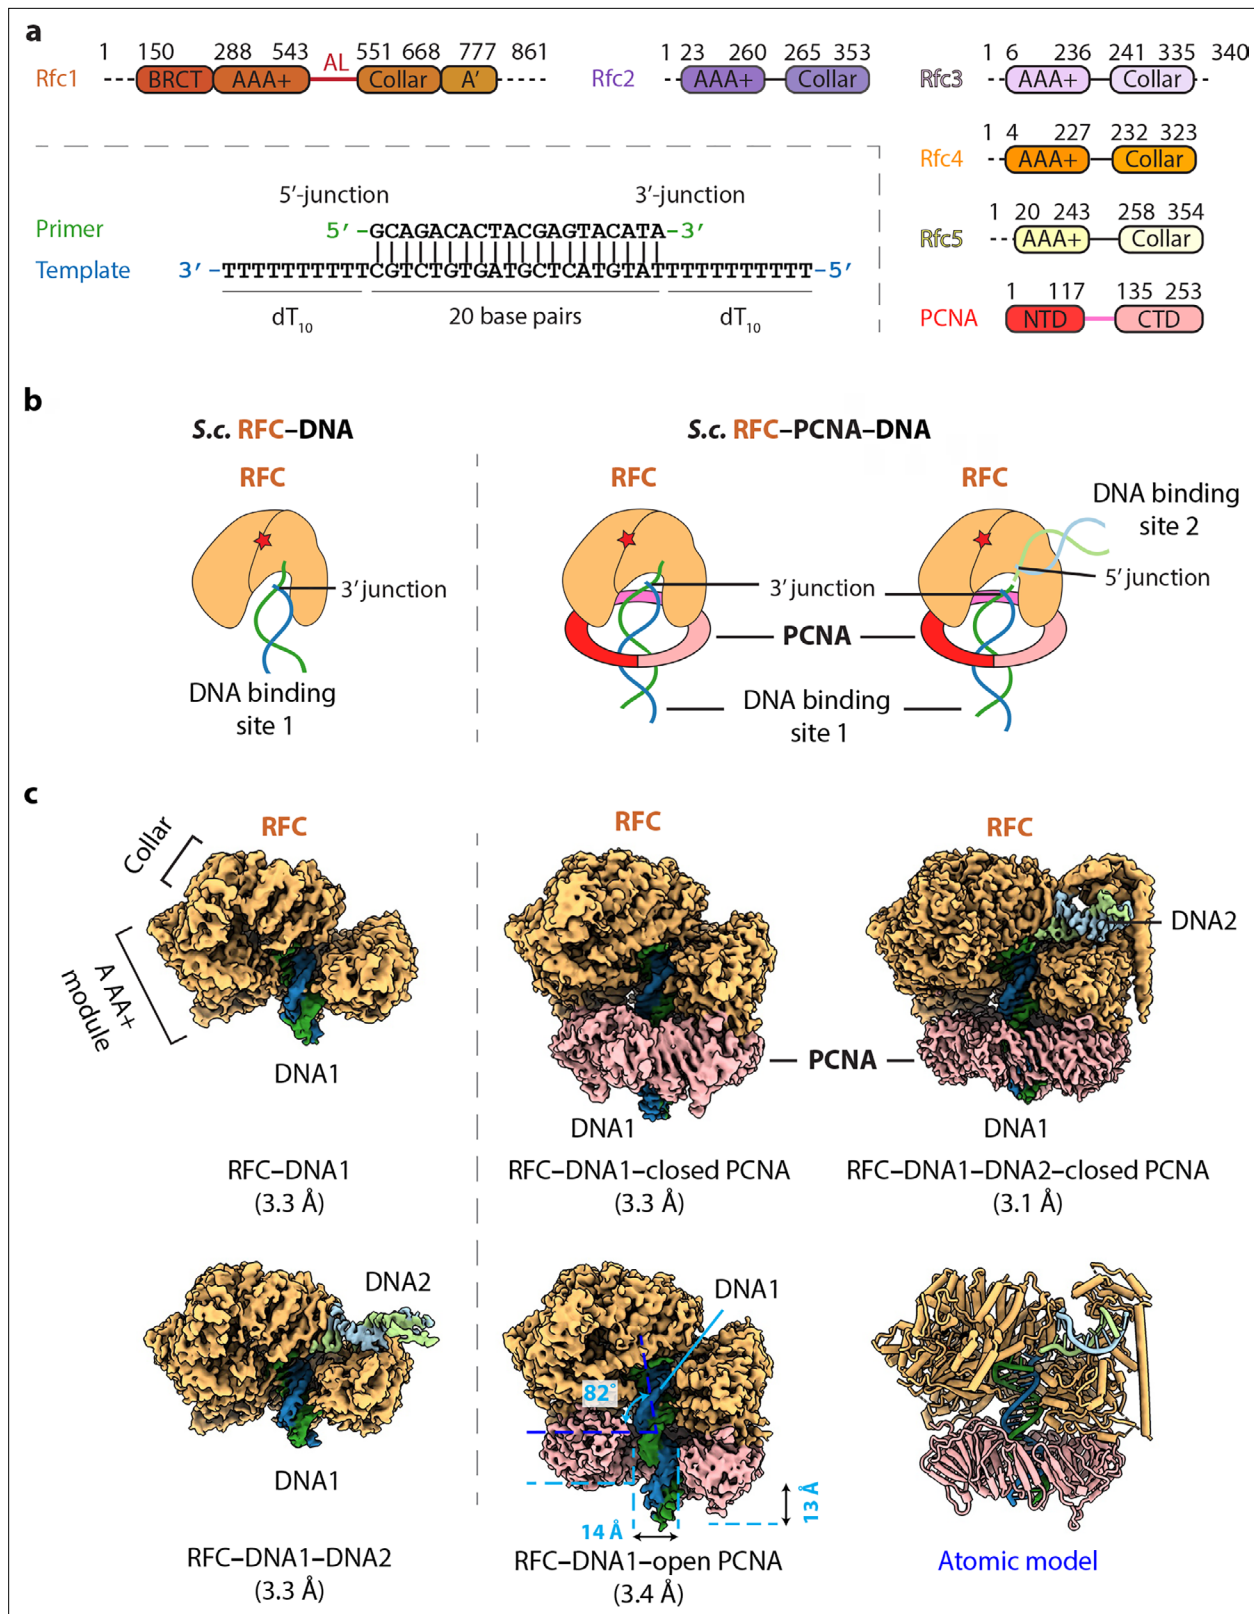 a
1 150 288 543 AL 551 668 777 861
Rfc1 BRCT AAA+ Collar A′
1 23 260 265 353
Rfc2 AAA+ Collar
1 6 236 241 335 340
Rfc3 AAA+ Collar
1 4 227 232 323
Rfc4 AAA+ Collar
1 20 243 258 354
Rfc5 AAA+ Collar
1 117 135 253
PCNA NTD CTD
5′-junction 3′-junction
Primer 5′-GCAGACACTACGAGTACATA-3′
Template 3′-TTTTTTTTTTCGTCTGTGATGCTCATGTATTTTTTTTTTT-5′
dT10 20 base pairs dT10
b
S.c. RFC–DNA
RFC
3′ junction
DNA binding
site 1
S.c. RFC–PCNA–DNA
RFC RFC
DNA binding
site 2
3′ junction
5′ junction
PCNA
DNA binding
site 1
c
Collar
AAA+
module
RFC
DNA1
RFC–DNA1
(3.3 Å)
RFC
PCNA
DNA1
RFC–DNA1–closed PCNA
(3.3 Å)
RFC
DNA2
DNA1
RFC–DNA1–DNA2–closed PCNA
(3.1 Å)
DNA2
DNA1
RFC–DNA1–DNA2
(3.3 Å)
DNA1
82°
14 Å
13 Å
RFC–DNA1–open PCNA
(3.4 Å)
Atomic model